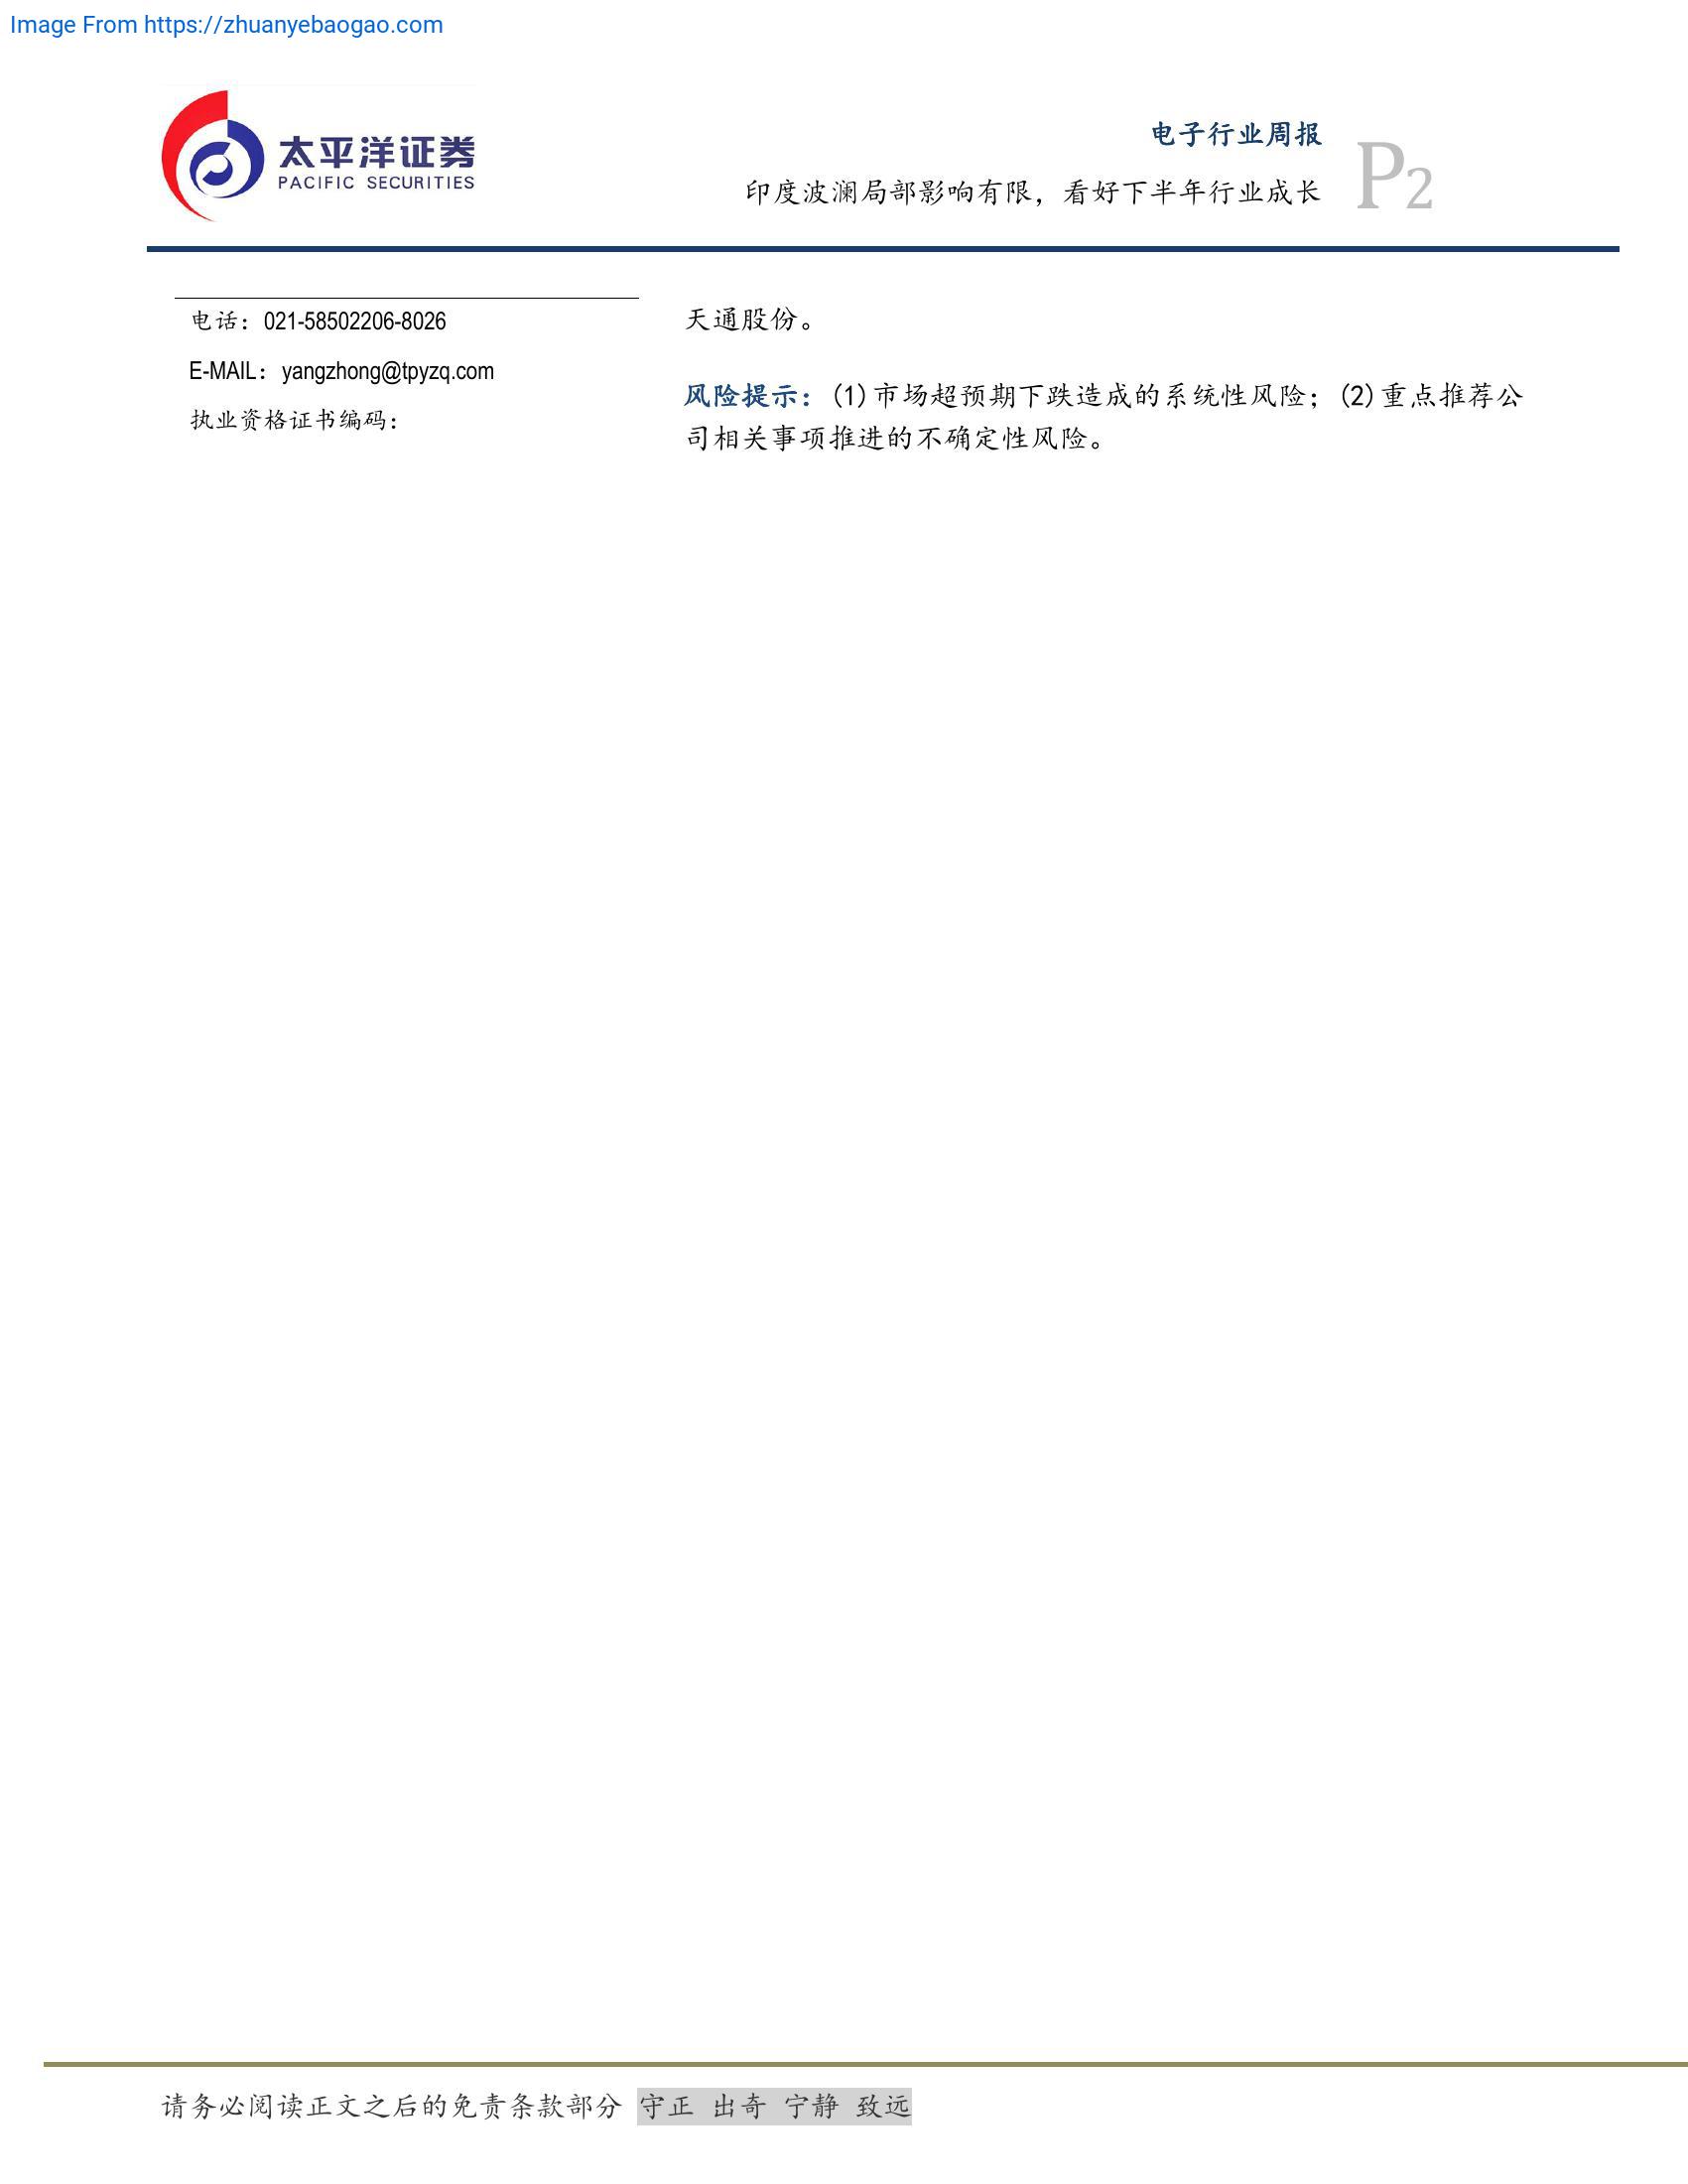 Image From https://zhuanyebaogao.com
太平洋证券
PACIFIC SECURITIES
电子行业周报
印度波澜局部影响有限，看好下半年行业成长
P2
电话：021-58502206-8026
E-MAIL：yangzhong@tpyzq.com
执业资格证书编码：
天通股份。
风险提示：(1)市场超预期下跌造成的系统性风险；(2)重点推荐公
司相关事项推进的不确定性风险。
请务必阅读正文之后的免责条款部分 守正 出奇 宁静 致远